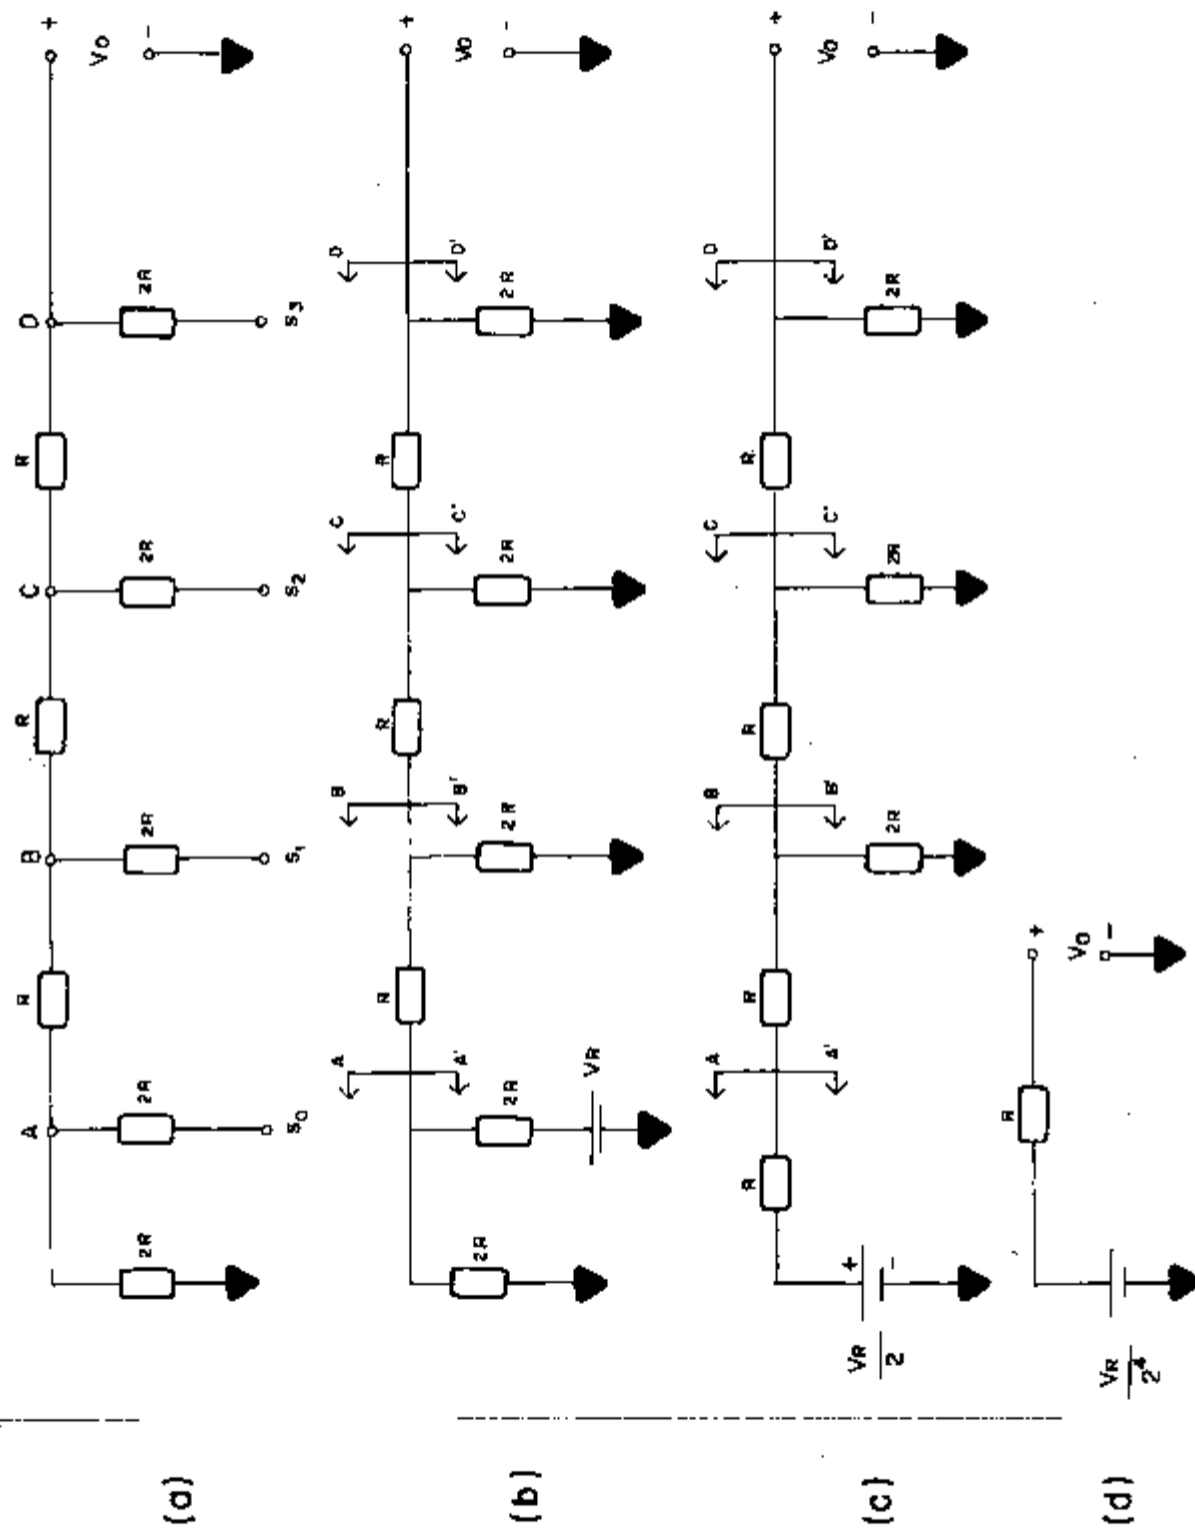 A B C D
R R R +
Vo
−
2R 2R 2R 2R 2R
S0 S1 S2 S3
(a)
A B C D
R R R +
A' B' C' D'
Vo
−
2R 2R 2R 2R 2R
VR
(b)
A B C D
R R R R +
A' B' C' D'
Vo
−
2R 2R 2R
+
VR/2
−
(c)
R +
Vo
−
VR/2⁴
(d)